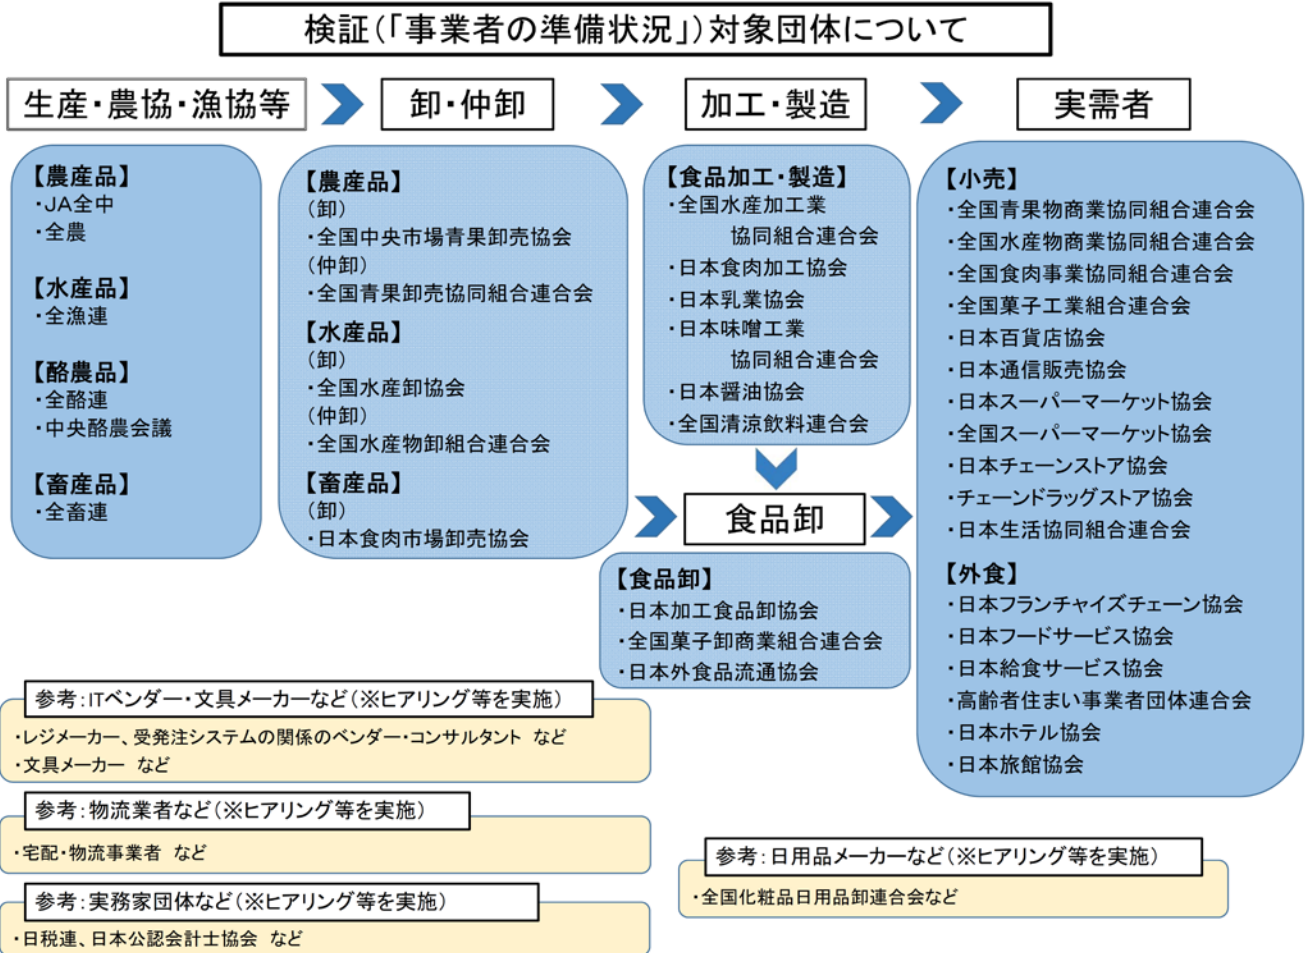 検証(「事業者の準備状況」)対象団体について
生産・農協・漁協等
卸・仲卸
加工・製造
実需者
【農産品】
・JA全中
・全農
【水産品】
・全漁連
【酪農品】
・全酪連
・中央酪農会議
【畜産品】
・全畜連
【農産品】
(卸)
・全国中央市場青果卸売協会
(仲卸)
・全国青果卸売協同組合連合会
【水産品】
(卸)
・全国水産卸協会
(仲卸)
・全国水産物卸組合連合会
【畜産品】
(卸)
・日本食肉市場卸売協会
【食品加工・製造】
・全国水産加工業
協同組合連合会
・日本食肉加工協会
・日本乳業協会
・日本味噌工業
協同組合連合会
・日本醤油協会
・全国清涼飲料連合会
食品卸
【食品卸】
・日本加工食品卸協会
・全国菓子卸商業組合連合会
・日本外食品流通協会
【小売】
・全国青果物商業協同組合連合会
・全国水産物商業協同組合連合会
・全国食肉事業協同組合連合会
・全国菓子工業組合連合会
・日本百貨店協会
・日本通信販売協会
・日本スーパーマーケット協会
・全国スーパーマーケット協会
・日本チェーンストア協会
・チェーンドラッグストア協会
・日本生活協同組合連合会
【外食】
・日本フランチャイズチェーン協会
・日本フードサービス協会
・日本給食サービス協会
・高齢者住まい事業者団体連合会
・日本ホテル協会
・日本旅館協会
参考:ITベンダー・文具メーカーなど(※ヒアリング等を実施)
・レジメーカー、受発注システムの関係のベンダー・コンサルタント など
・文具メーカー など
参考:物流業者など(※ヒアリング等を実施)
・宅配・物流事業者 など
参考:実務家団体など(※ヒアリング等を実施)
・日税連、日本公認会計士協会 など
参考:日用品メーカーなど(※ヒアリング等を実施)
・全国化粧品日用品卸連合会など